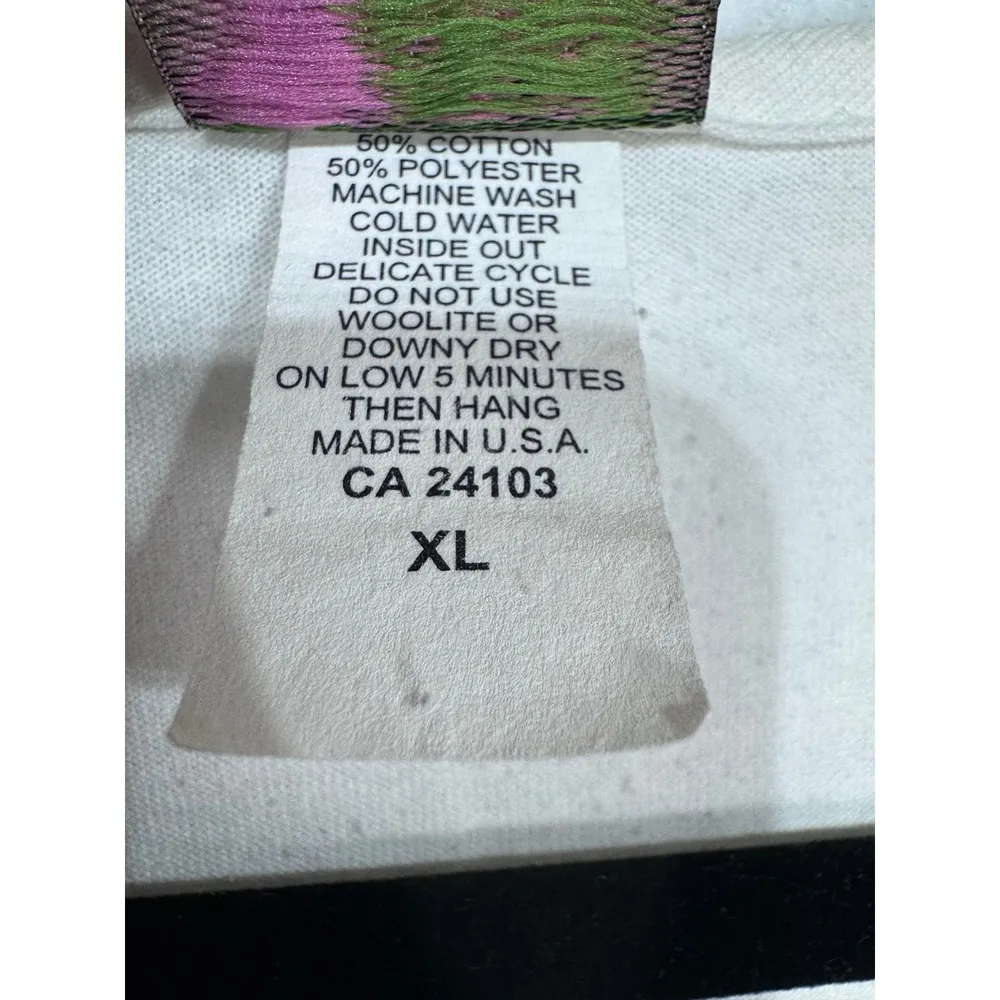 50% COTTON
50% POLYESTER
MACHINE WASH
COLD WATER
INSIDE OUT
DELICATE CYCLE
DO NOT USE
WOOLITE OR
DOWNY DRY
ON LOW 5 MINUTES
THEN HANG
MADE IN U.S.A.
CA 24103
XL